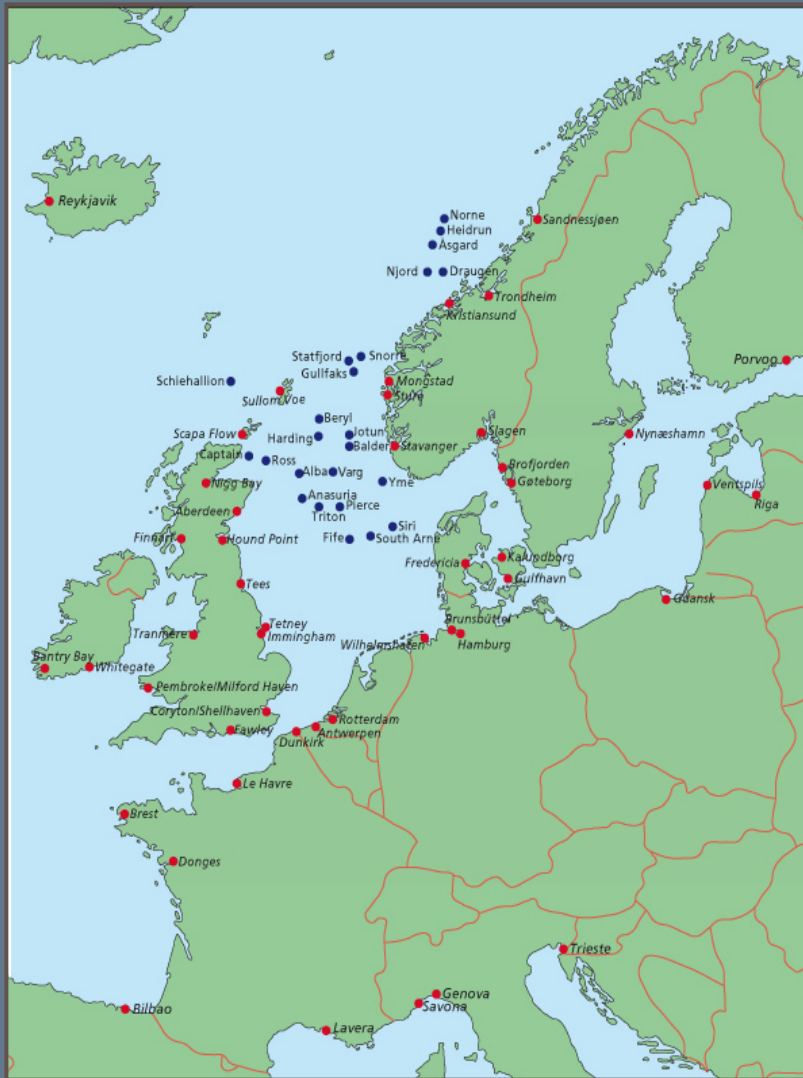 Reykjavik
Norne
Heidrun
Åsgard
Sandnessjøen
Njord
Draugen
Trondheim
Kristiansund
Statfjord
Snorre
Gullfaks
Porvoo
Schiehallion
Mongstad
Sullom Voe
Sture
Beryl
Scapa Flow
Harding
Jotun
Slagen
Nynæshamn
Balder
Stavanger
Captain
Ross
Alba
Varg
Brofjorden
Nigg Bay
Yme
Gøteborg
Ventspils
Anasuria
Riga
Aberdeen
Triton
Pierce
Siri
Finnart
Hound Point
Fife
South Arne
Kalundborg
Fredericia
Gulfhavn
Tees
Gdansk
Tetney
Brunsbüttel
Tranmere
Immingham
Wilhelmshafen
Hamburg
Bantry Bay
Whitegate
Pembroke/Milford Haven
Coryton/Shellhaven
Rotterdam
Fawley
Antwerpen
Dunkirk
Le Havre
Brest
Donges
Trieste
Genova
Savona
Bilbao
Lavera